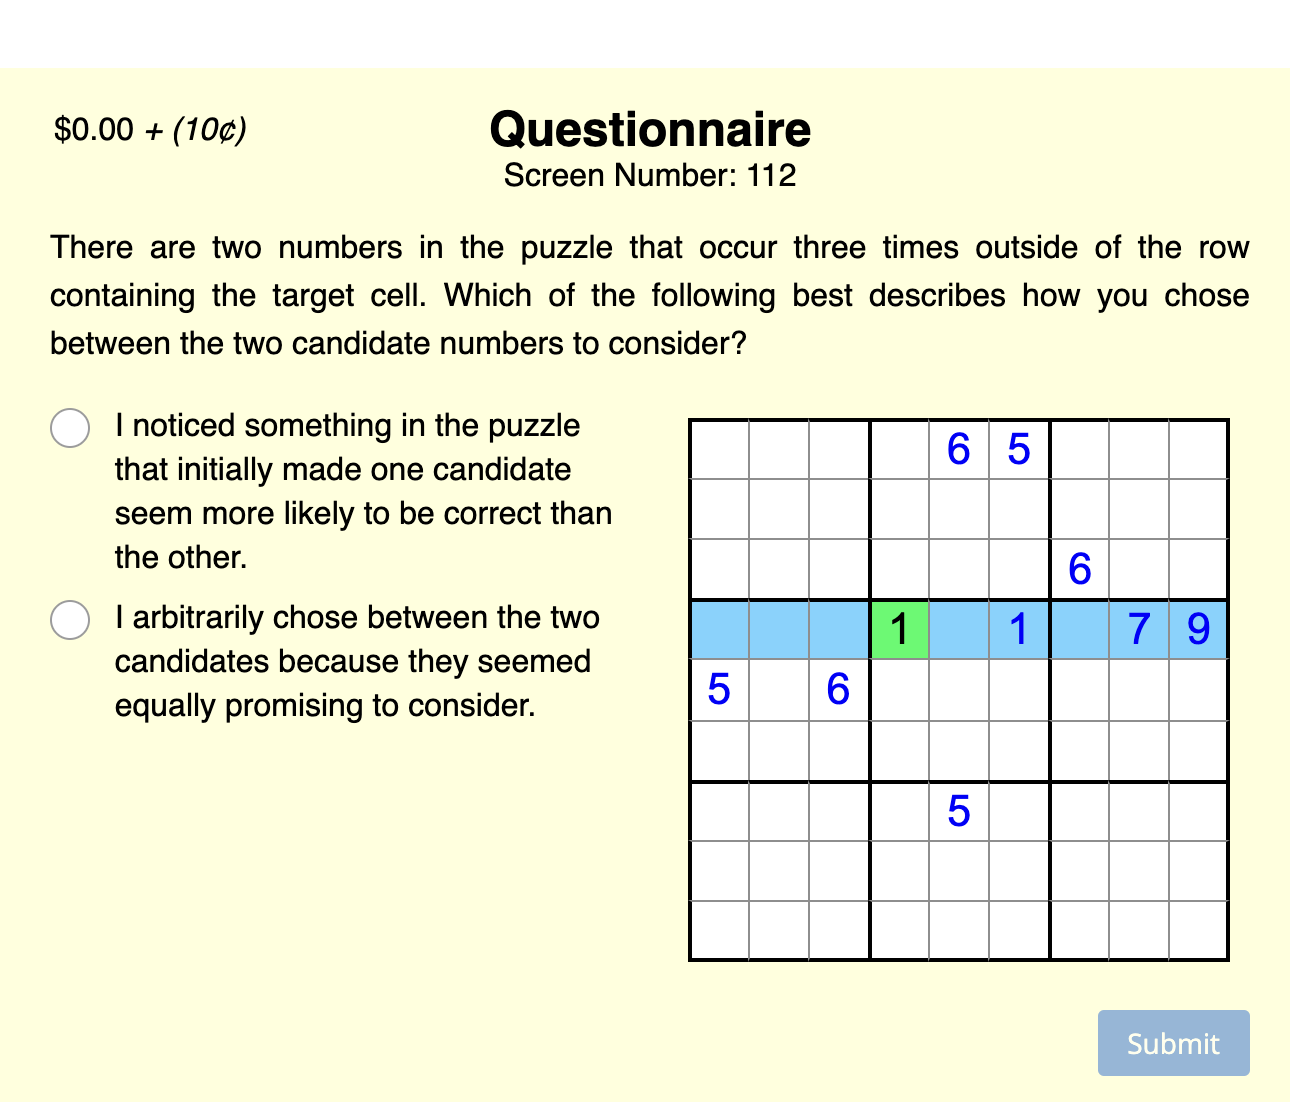 $0.00 + (10¢)
Questionnaire
Screen Number: 112
There are two numbers in the puzzle that occur three times outside of the row
containing the target cell. Which of the following best describes how you chose
between the two candidate numbers to consider?
I noticed something in the puzzle
that initially made one candidate
seem more likely to be correct than
the other.
I arbitrarily chose between the two
candidates because they seemed
equally promising to consider.
6 5
6
1 1 7 9
5 6
5
Submit